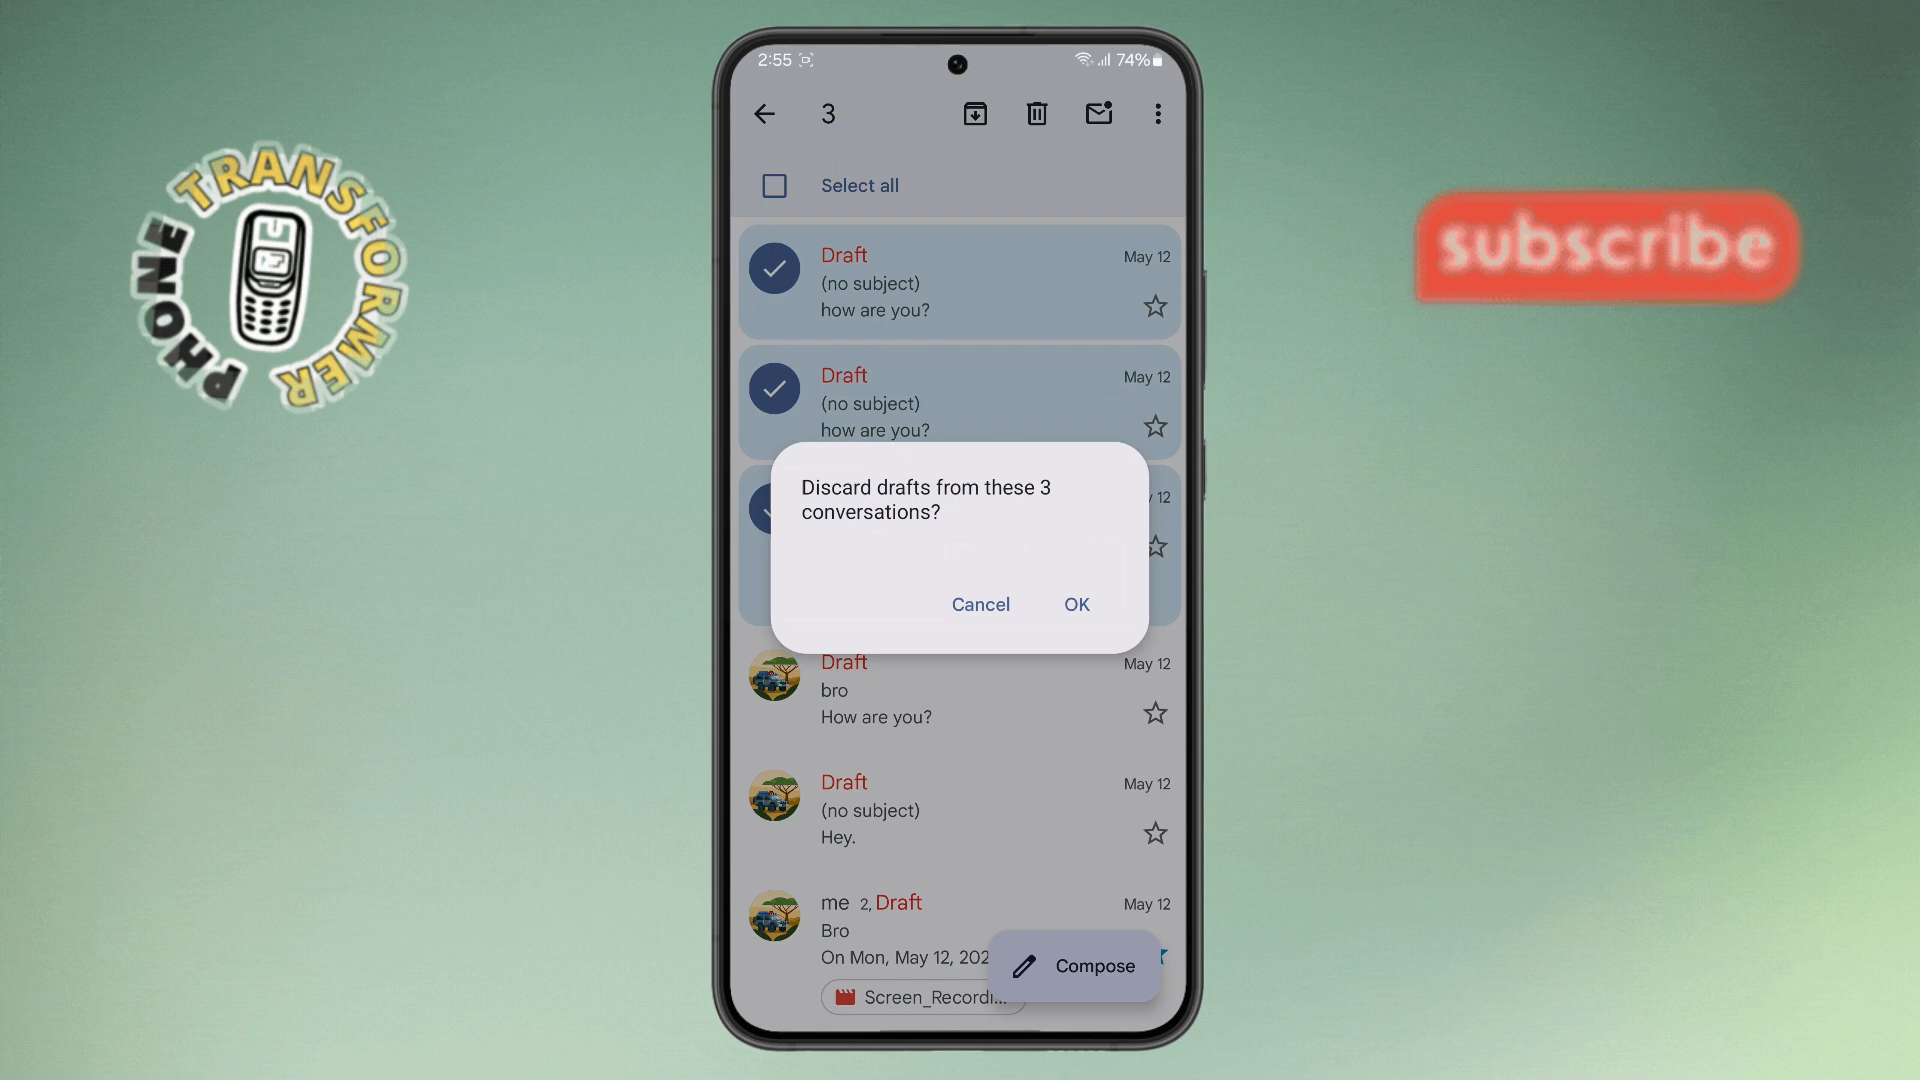 PHONE TRANSFORMER
subscribe
2:55
74%
3
Select all
Draft
May 12
(no subject)
how are you?
Draft
May 12
(no subject)
how are you?
12
Discard drafts from these 3
conversations?
Cancel
OK
Draft
May 12
bro
How are you?
Draft
May 12
(no subject)
Hey.
me 2, Draft
May 12
Bro
On Mon, May 12, 202
Compose
Screen_Recordi...